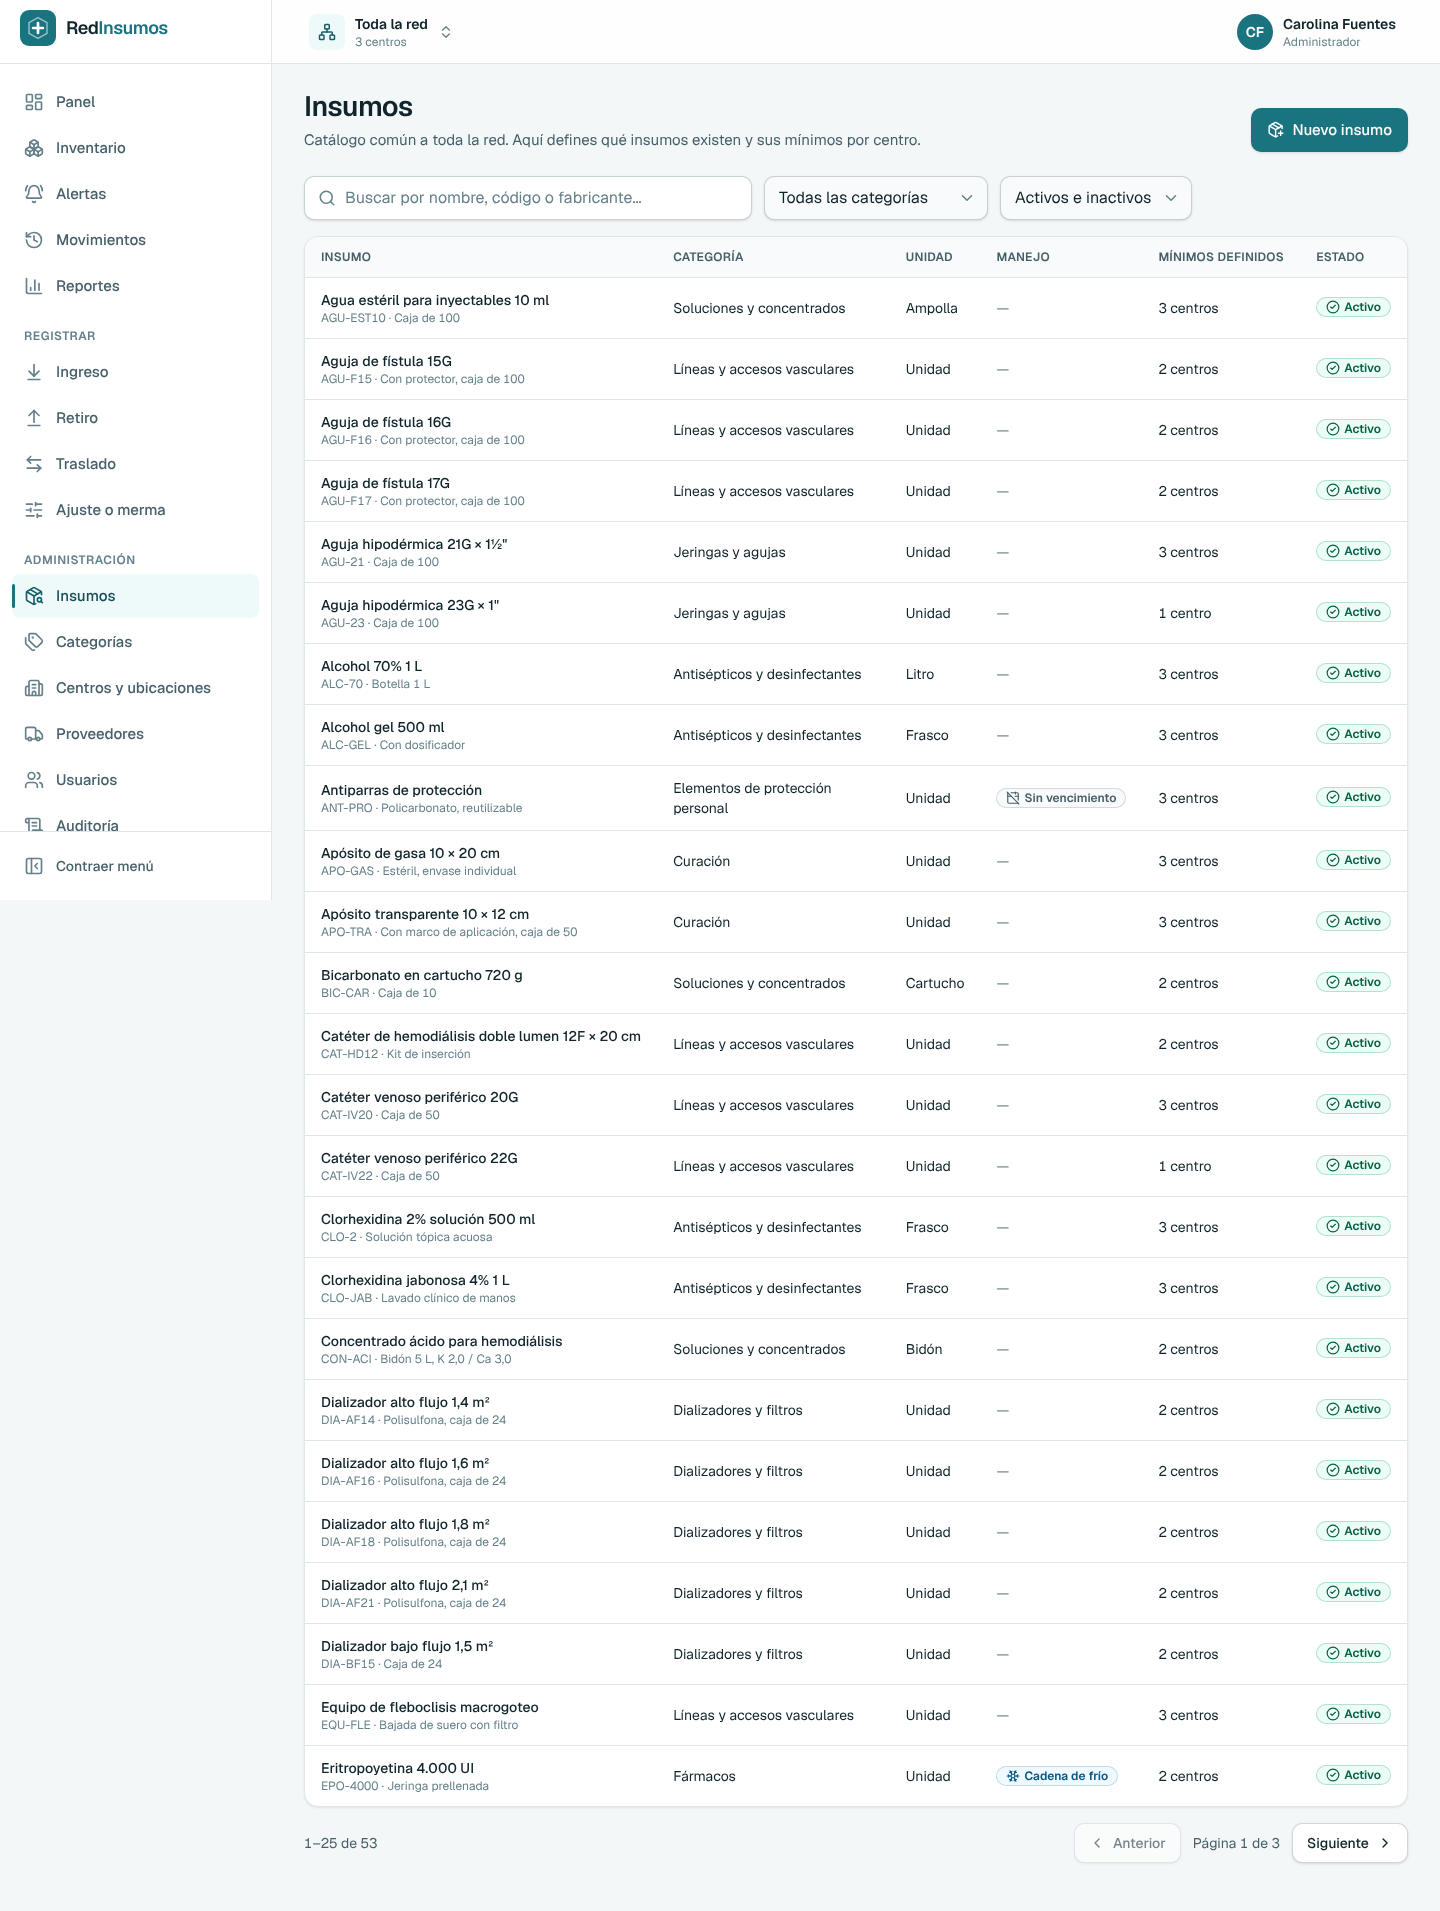 RedInsumos
Toda la red
3 centros
CF
Carolina Fuentes
Administrador
Panel
Inventario
Alertas
Movimientos
Reportes
REGISTRAR
Ingreso
Retiro
Traslado
Ajuste o merma
ADMINISTRACIÓN
Insumos
Categorías
Centros y ubicaciones
Proveedores
Usuarios
Auditoría
Contraer menú
Insumos
Catálogo común a toda la red. Aquí defines qué insumos existen y sus mínimos por centro.
Nuevo insumo
Buscar por nombre, código o fabricante...
Todas las categorías
Activos e inactivos
INSUMO CATEGORÍA UNIDAD MANEJO MÍNIMOS DEFINIDOS ESTADO
Agua estéril para inyectables 10 ml
AGU-EST10 · Caja de 100
Soluciones y concentrados Ampolla — 3 centros Activo
Aguja de fístula 15G
AGU-F15 · Con protector, caja de 100
Líneas y accesos vasculares Unidad — 2 centros Activo
Aguja de fístula 16G
AGU-F16 · Con protector, caja de 100
Líneas y accesos vasculares Unidad — 2 centros Activo
Aguja de fístula 17G
AGU-F17 · Con protector, caja de 100
Líneas y accesos vasculares Unidad — 2 centros Activo
Aguja hipodérmica 21G × 1½"
AGU-21 · Caja de 100
Jeringas y agujas Unidad — 3 centros Activo
Aguja hipodérmica 23G × 1"
AGU-23 · Caja de 100
Jeringas y agujas Unidad — 1 centro Activo
Alcohol 70% 1 L
ALC-70 · Botella 1 L
Antisépticos y desinfectantes Litro — 3 centros Activo
Alcohol gel 500 ml
ALC-GEL · Con dosificador
Antisépticos y desinfectantes Frasco — 3 centros Activo
Antiparras de protección
ANT-PRO · Policarbonato, reutilizable
Elementos de protección
personal
Unidad Sin vencimiento 3 centros Activo
Apósito de gasa 10 × 20 cm
APO-GAS · Estéril, envase individual
Curación Unidad — 3 centros Activo
Apósito transparente 10 × 12 cm
APO-TRA · Con marco de aplicación, caja de 50
Curación Unidad — 3 centros Activo
Bicarbonato en cartucho 720 g
BIC-CAR · Caja de 10
Soluciones y concentrados Cartucho — 2 centros Activo
Catéter de hemodiálisis doble lumen 12F × 20 cm
CAT-HD12 · Kit de inserción
Líneas y accesos vasculares Unidad — 2 centros Activo
Catéter venoso periférico 20G
CAT-IV20 · Caja de 50
Líneas y accesos vasculares Unidad — 3 centros Activo
Catéter venoso periférico 22G
CAT-IV22 · Caja de 50
Líneas y accesos vasculares Unidad — 1 centro Activo
Clorhexidina 2% solución 500 ml
CLO-2 · Solución tópica acuosa
Antisépticos y desinfectantes Frasco — 3 centros Activo
Clorhexidina jabonosa 4% 1 L
CLO-JAB · Lavado clínico de manos
Antisépticos y desinfectantes Frasco — 3 centros Activo
Concentrado ácido para hemodiálisis
CON-ACI · Bidón 5 L, K 2,0 / Ca 3,0
Soluciones y concentrados Bidón — 2 centros Activo
Dializador alto flujo 1,4 m²
DIA-AF14 · Polisulfona, caja de 24
Dializadores y filtros Unidad — 2 centros Activo
Dializador alto flujo 1,6 m²
DIA-AF16 · Polisulfona, caja de 24
Dializadores y filtros Unidad — 2 centros Activo
Dializador alto flujo 1,8 m²
DIA-AF18 · Polisulfona, caja de 24
Dializadores y filtros Unidad — 2 centros Activo
Dializador alto flujo 2,1 m²
DIA-AF21 · Polisulfona, caja de 24
Dializadores y filtros Unidad — 2 centros Activo
Dializador bajo flujo 1,5 m²
DIA-BF15 · Caja de 24
Dializadores y filtros Unidad — 2 centros Activo
Equipo de fleboclisis macrogoteo
EQU-FLE · Bajada de suero con filtro
Líneas y accesos vasculares Unidad — 3 centros Activo
Eritropoyetina 4.000 UI
EPO-4000 · Jeringa prellenada
Fármacos Unidad Cadena de frío 2 centros Activo
1–25 de 53
Anterior
Página 1 de 3
Siguiente